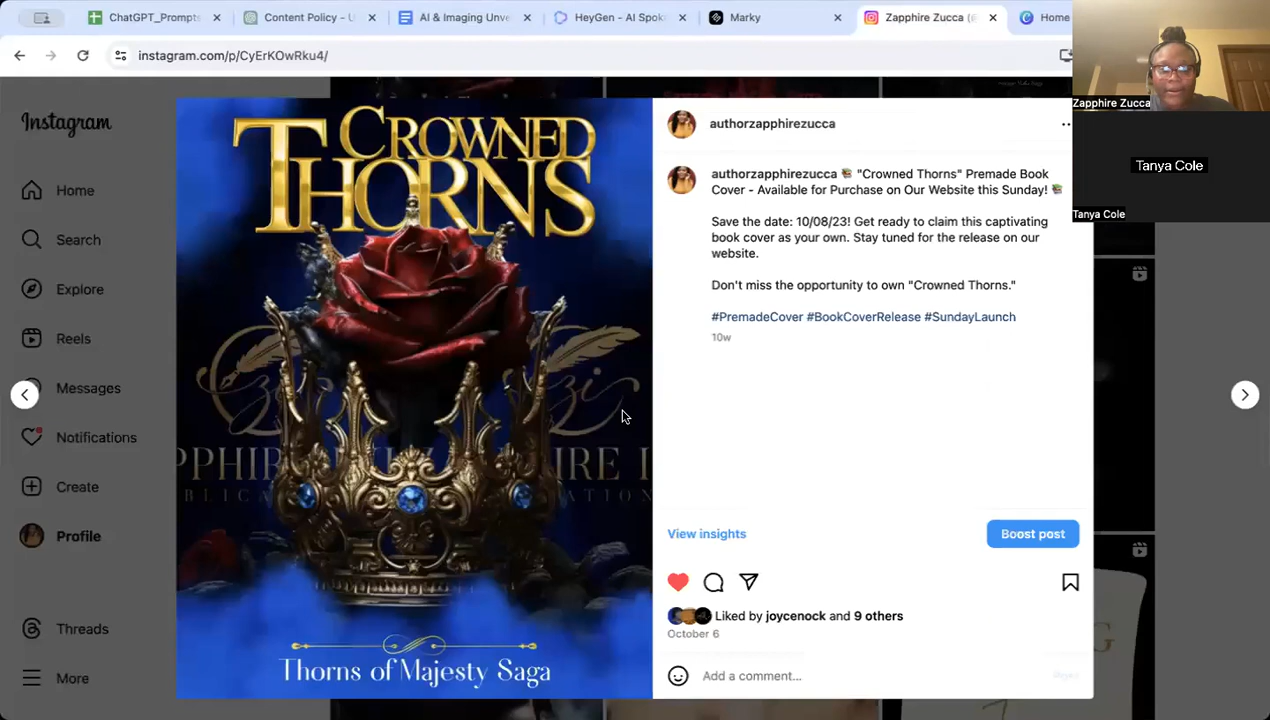 ChatGPT_Prompts
Content Policy - U
AI & Imaging Unve
HeyGen - AI Spok
Marky
Zapphire Zucca (@
Home
instagram.com/p/CyErKOwRku4/
Zapphire Zucca
Tanya Cole
Tanya Cole
Instagram
Home
Search
Explore
Reels
Messages
Notifications
Create
Profile
Threads
More
CROWNED
THORNS
Thorns of Majesty Saga
authorzapphirezucca
authorzapphirezucca 📚 "Crowned Thorns" Premade Book
Cover - Available for Purchase on Our Website this Sunday! 📚
Save the date: 10/08/23! Get ready to claim this captivating
book cover as your own. Stay tuned for the release on our
website.
Don't miss the opportunity to own "Crowned Thorns."
#PremadeCover #BookCoverRelease #SundayLaunch
10w
View insights
Boost post
Liked by joycenock and 9 others
October 6
Add a comment...